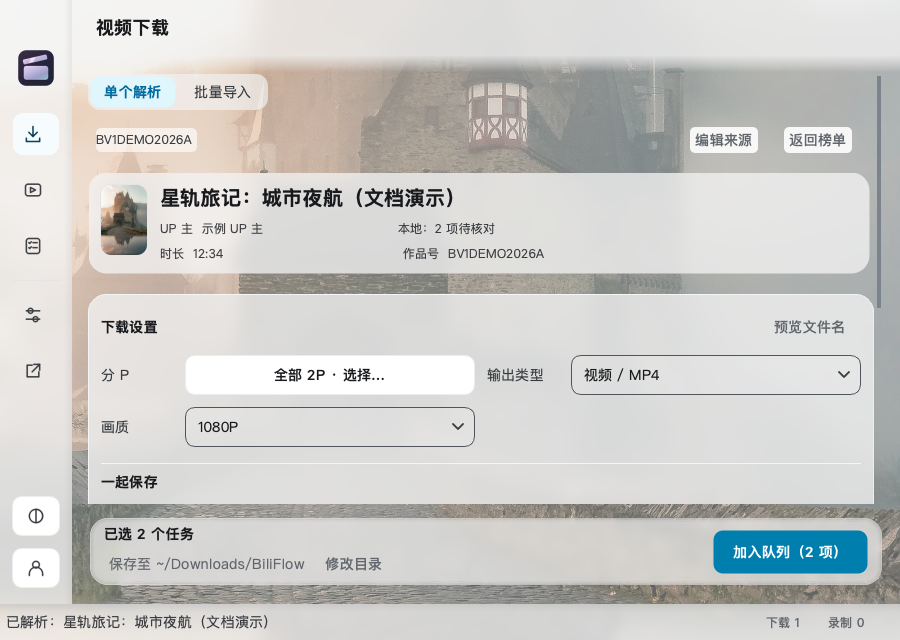 视频下载
单个解析 批量导入
BV1DEMO2026A 编辑来源 返回榜单
星轨旅记：城市夜航（文档演示）
UP 主 示例 UP 主 本地：2 项待核对
时长 12:34 作品号 BV1DEMO2026A
下载设置 预览文件名
分 P 全部 2P · 选择... 输出类型 视频 / MP4
画质 1080P
一起保存
已选 2 个任务
保存至 ~/Downloads/BiliFlow 修改目录
加入队列（2 项）
已解析：星轨旅记：城市夜航（文档演示） 下载 1 录制 0